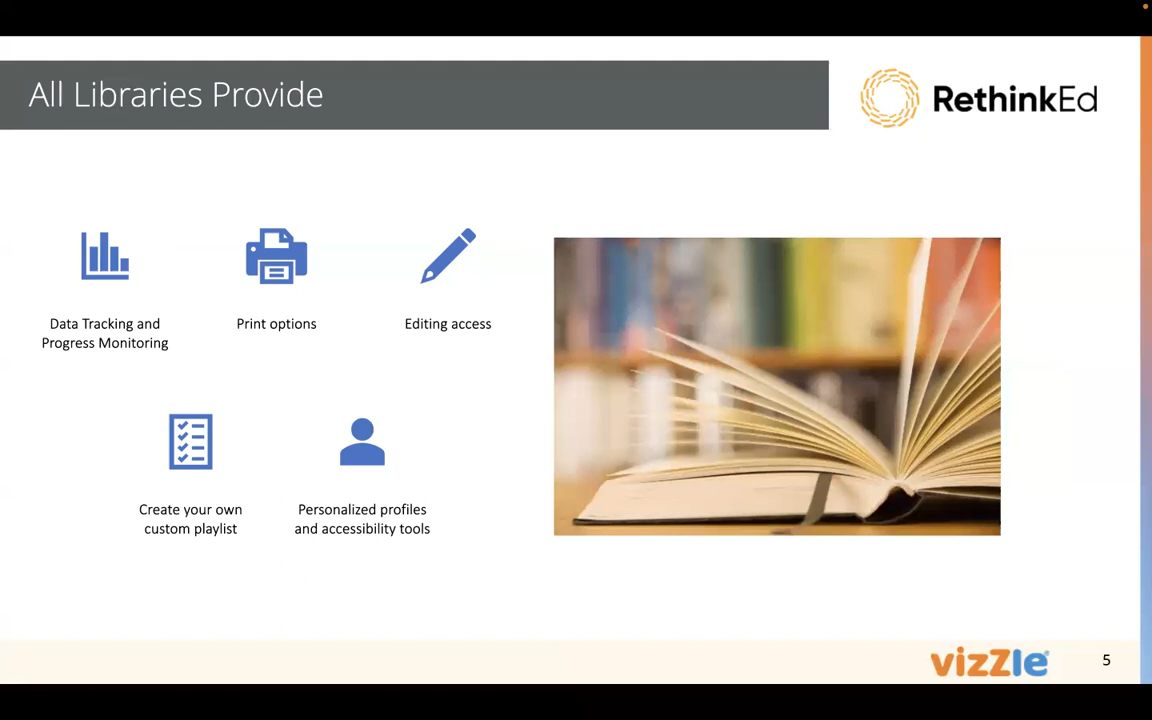 All Libraries Provide
RethinkEd
Data Tracking and
Progress Monitoring
Print options
Editing access
Create your own
custom playlist
Personalized profiles
and accessibility tools
vizZle
5